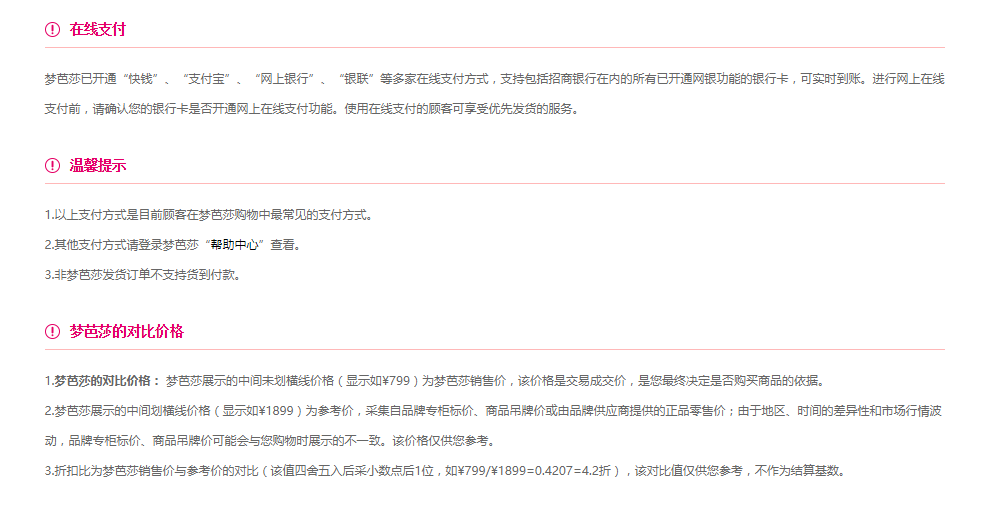 在线支付
梦芭莎已开通“快钱”、“支付宝”、“网上银行”、“银联”等多家在线支付方式，支持包括招商银行在内的所有已开通网银功能的银行卡，可实时到账。进行网上在线
支付前，请确认您的银行卡是否开通网上在线支付功能。使用在线支付的顾客可享受优先发货的服务。
温馨提示
1.以上支付方式是目前顾客在梦芭莎购物中最常见的支付方式。
2.其他支付方式请登录梦芭莎“帮助中心”查看。
3.非梦芭莎发货订单不支持货到付款。
梦芭莎的对比价格
1.梦芭莎的对比价格： 梦芭莎展示的中间未划横线价格（显示如¥799）为梦芭莎销售价，该价格是交易成交价，是您最终决定是否购买商品的依据。
2.梦芭莎展示的中间划横线价格（显示如¥1899）为参考价，采集自品牌专柜标价、商品吊牌价或由品牌供应商提供的正品零售价；由于地区、时间的差异性和市场行情波
动，品牌专柜标价、商品吊牌价可能会与您购物时展示的不一致。该价格仅供您参考。
3.折扣比为梦芭莎销售价与参考价的对比（该值四舍五入后采小数点后1位，如¥799/¥1899=0.4207=4.2折），该对比值仅供您参考，不作为结算基数。